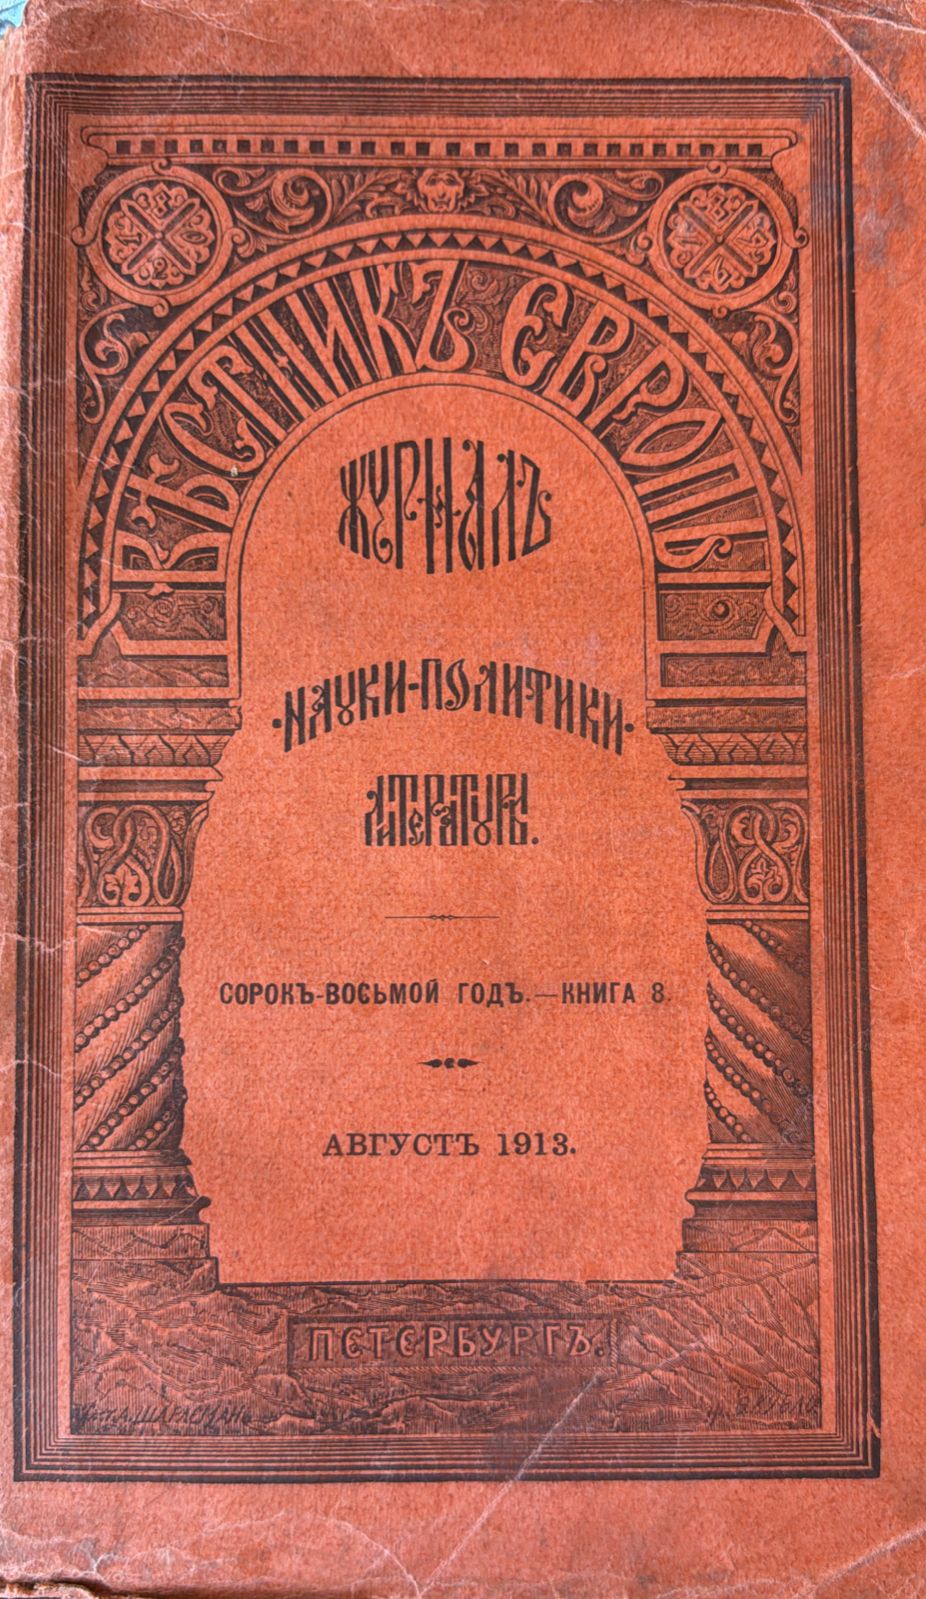 ВѢСТНИКЪ ЕВРОПЫ
ЖУРНАЛЪ
·НАУКИ-ПОЛИТИКИ·
ЛИТЕРАТУРЫ.
СОРОКЪ-ВОСЬМОЙ ГОДЪ.—КНИГА 8.
АВГУСТЪ 1913.
ПЕТЕРБУРГЪ.